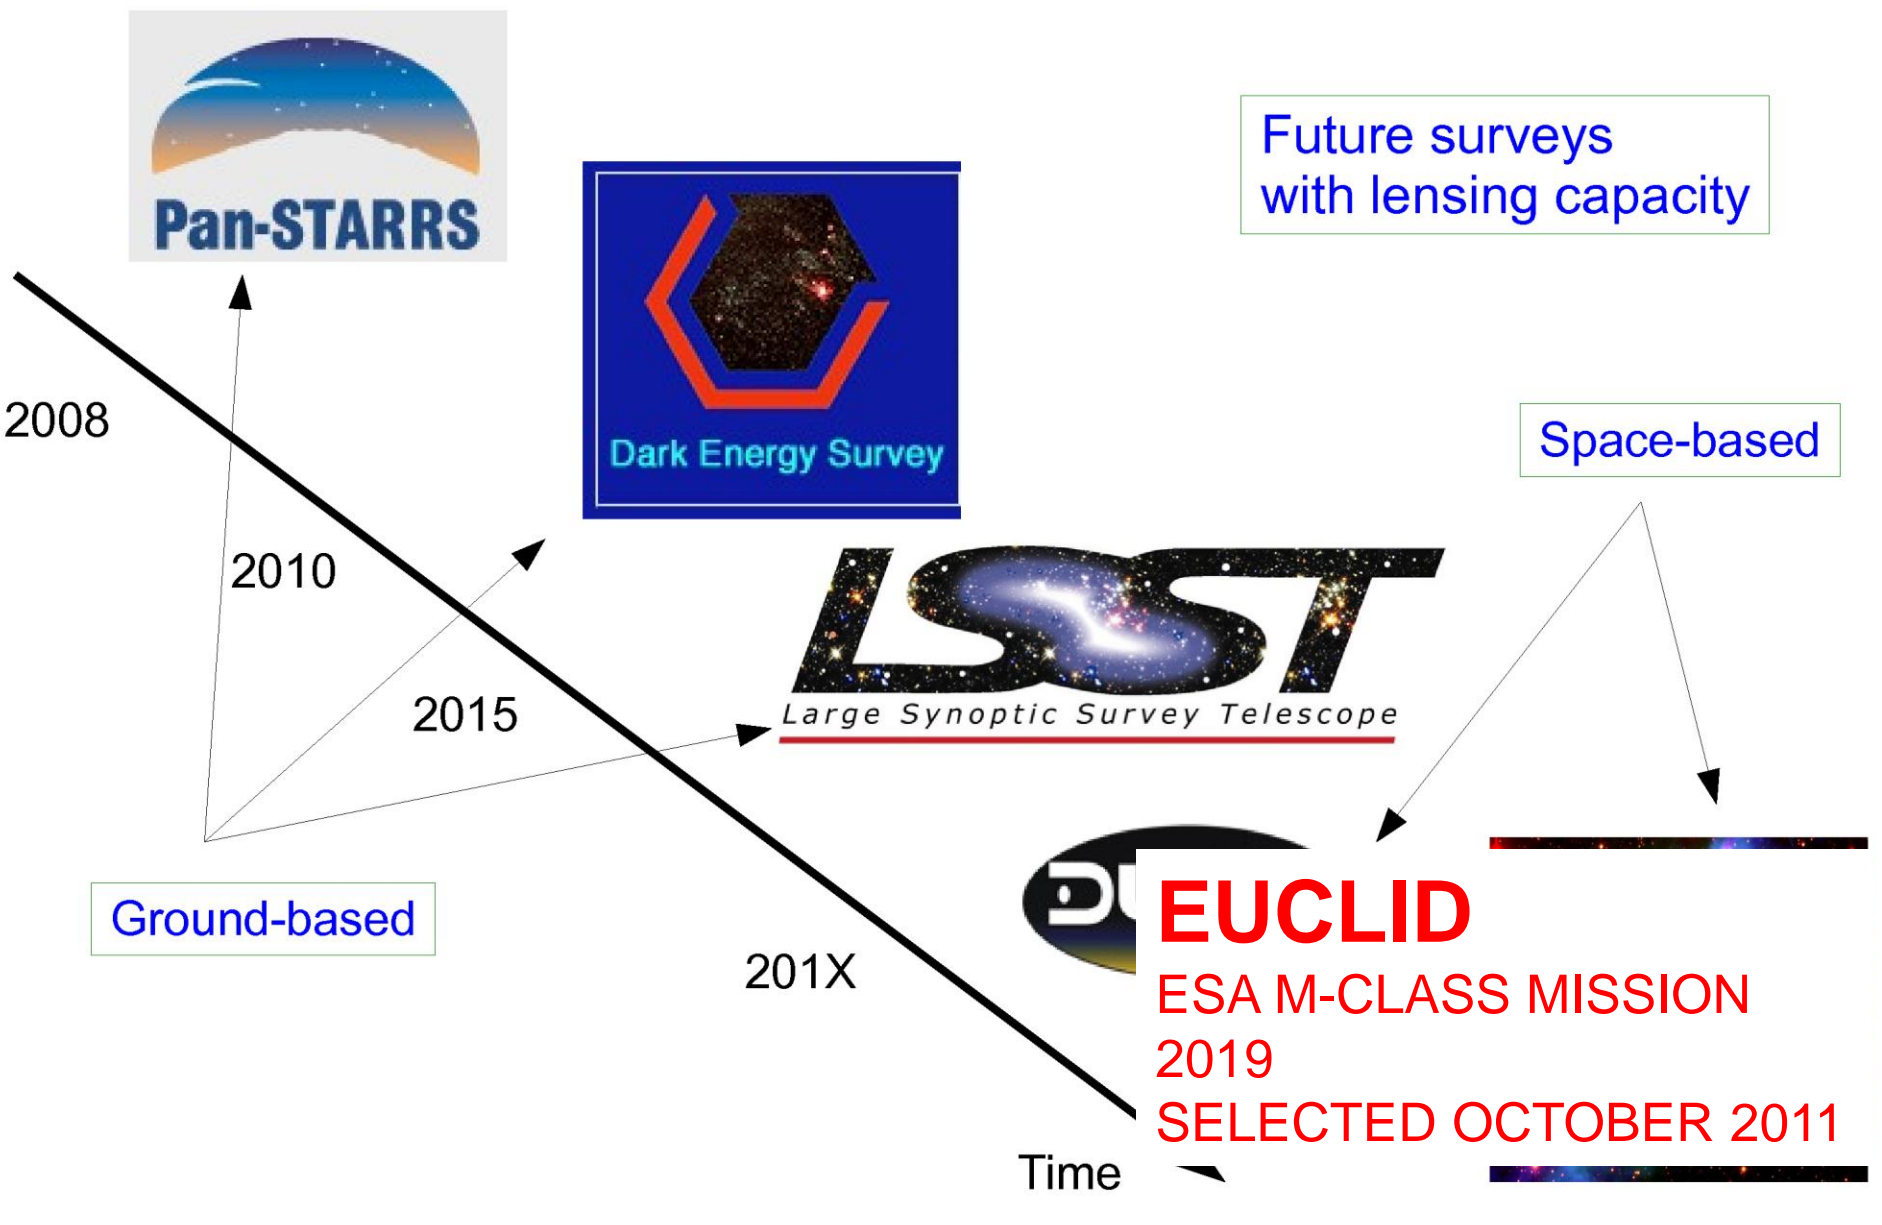 Pan-STARRS
Future surveys
with lensing capacity
Dark Energy Survey
2008
Space-based
2010
LSST
Large Synoptic Survey Telescope
2015
Ground-based
EUCLID
201X
ESA M-CLASS MISSION
2019
SELECTED OCTOBER 2011
Time